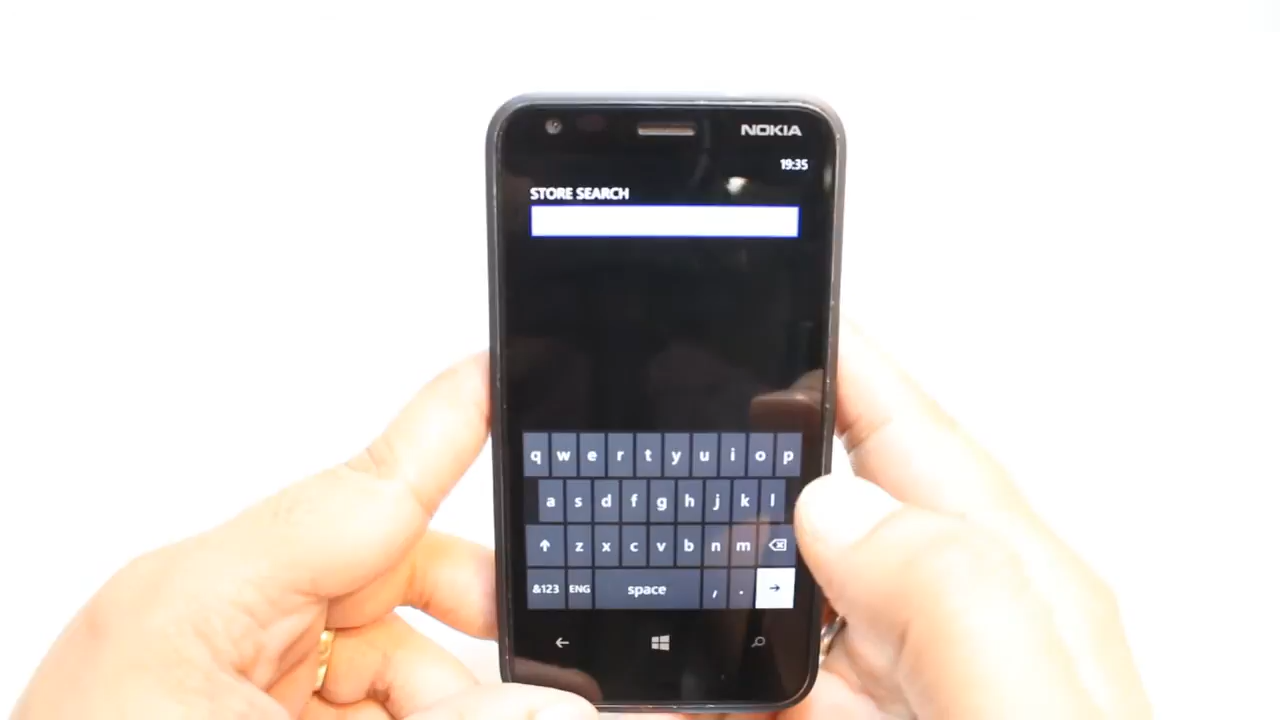 NOKIA
19:35
STORE SEARCH
q w e r t y u i o p
a s d f g h j k l
z x c v b n m
&123 ENG space , .